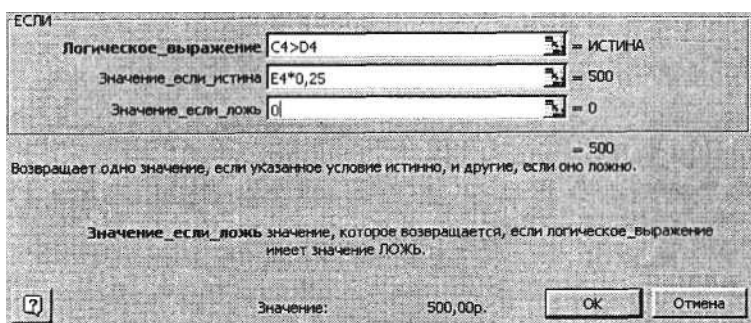 ЕСЛИ
Логическое_выражение C4>D4 = ИСТИНА
Значение_если_истина E4*0,25 = 500
Значение_если_ложь 0 = 0
= 500
Возвращает одно значение, если указанное условие истинно, и другие, если оно ложно.
Значение_если_ложь значение, которое возвращается, если логическое_выражение
имеет значение ЛОЖЬ.
? Значение: 500,00р. OK Отмена